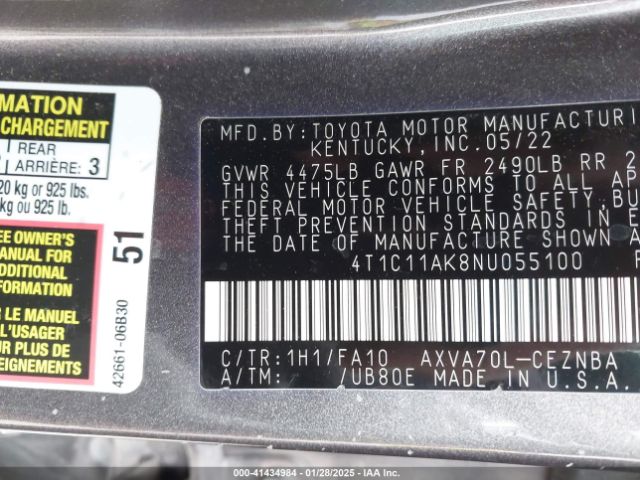 RMATION
CHARGEMENT
REAR
ARRIÈRE: 3
20 kg or 925 lbs.
kg ou 925 lb.
EE OWNER'S
MANUAL FOR
ADDITIONAL
INFORMATION
R LE MANUEL
L'USAGER
R PLUS DE
EIGNEMENTS
51
42661-06B30
MFD.BY:TOYOTA MOTOR MANUFACTURI
KENTUCKY,INC.05/22
GVWR 4475LB GAWR FR 2490LB RR 2
THIS VEHICLE CONFORMS TO ALL AP
FEDERAL MOTOR VEHICLE SAFETY,BU
THEFT PREVENTION STANDARDS IN E
THE DATE OF MANUFACTURE SHOWN A
4T1C11AK8NU055100
C/TR:1H1/FA10 AXVA70L-CEZNBA
A/TM: /UB80E MADE IN U.S.A.
000-41434984 | 01/28/2025 | IAA Inc.